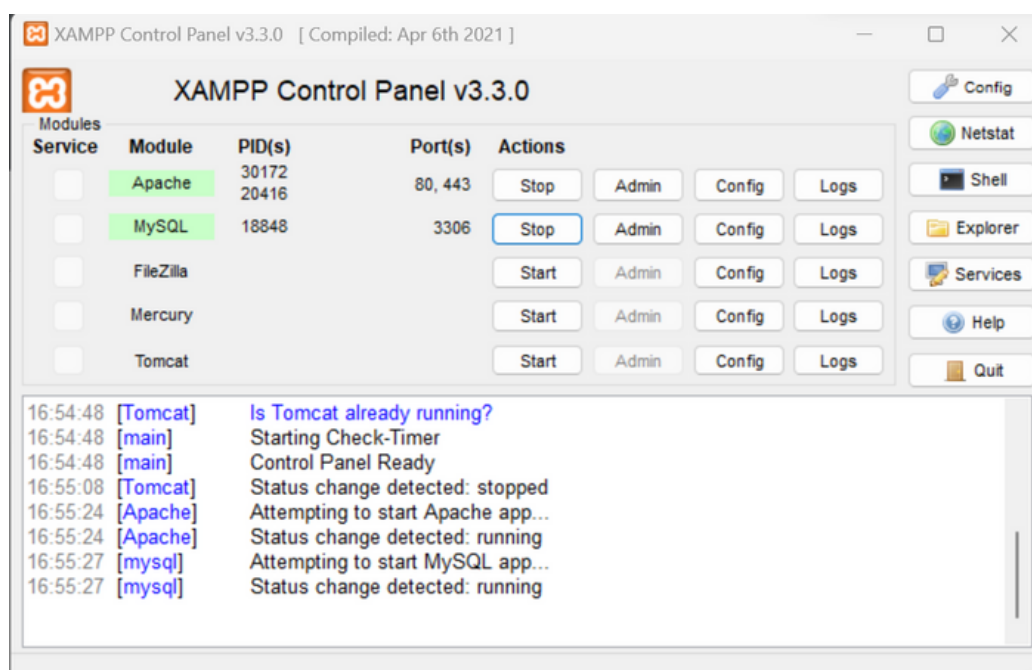 XAMPP Control Panel v3.3.0 [ Compiled: Apr 6th 2021 ]
XAMPP Control Panel v3.3.0
Config
Modules
Netstat
Service Module PID(s) Port(s) Actions
Apache 30172 20416 80, 443 Stop Admin Config Logs
Shell
MySQL 18848 3306 Stop Admin Config Logs
Explorer
FileZilla Start Admin Config Logs
Services
Mercury Start Admin Config Logs
Help
Tomcat Start Admin Config Logs
Quit
16:54:48 [Tomcat] Is Tomcat already running?
16:54:48 [main] Starting Check-Timer
16:54:48 [main] Control Panel Ready
16:55:08 [Tomcat] Status change detected: stopped
16:55:24 [Apache] Attempting to start Apache app...
16:55:24 [Apache] Status change detected: running
16:55:27 [mysql] Attempting to start MySQL app...
16:55:27 [mysql] Status change detected: running